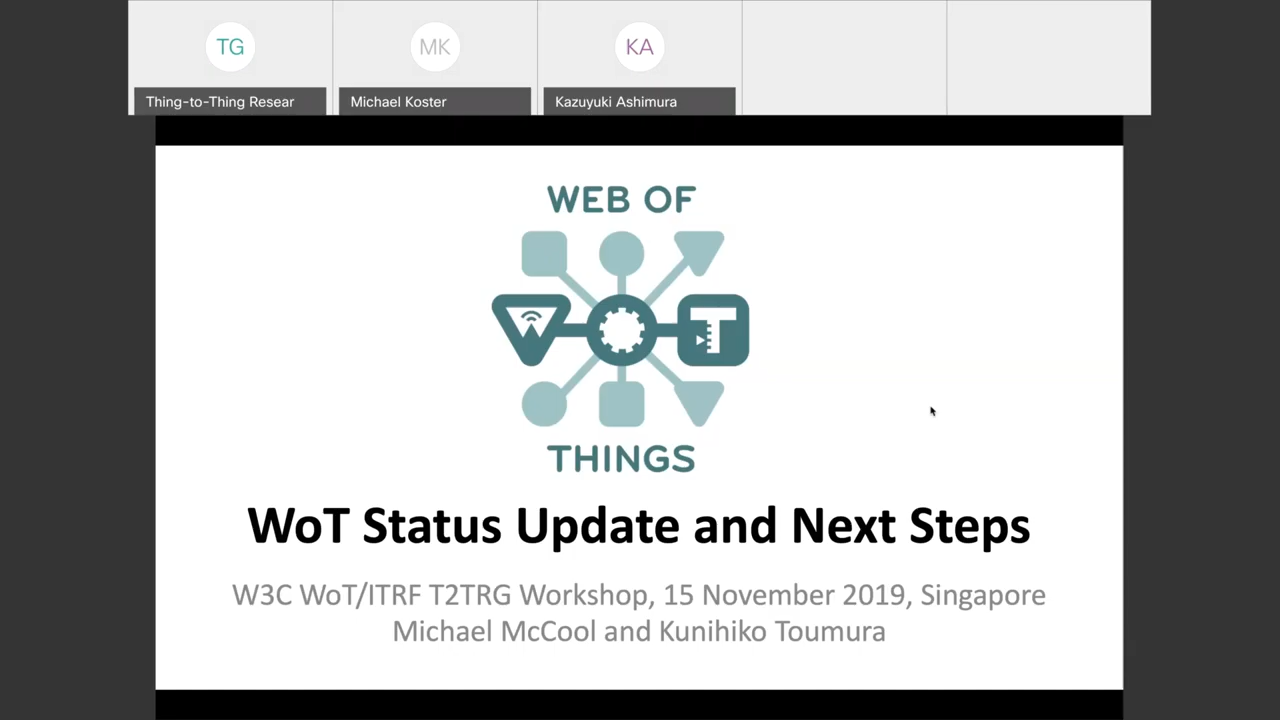 TG
MK
KA
Thing-to-Thing Resear
Michael Koster
Kazuyuki Ashimura
WEB OF
W
T
THINGS
WoT Status Update and Next Steps
W3C WoT/ITRF T2TRG Workshop, 15 November 2019, Singapore
Michael McCool and Kunihiko Toumura